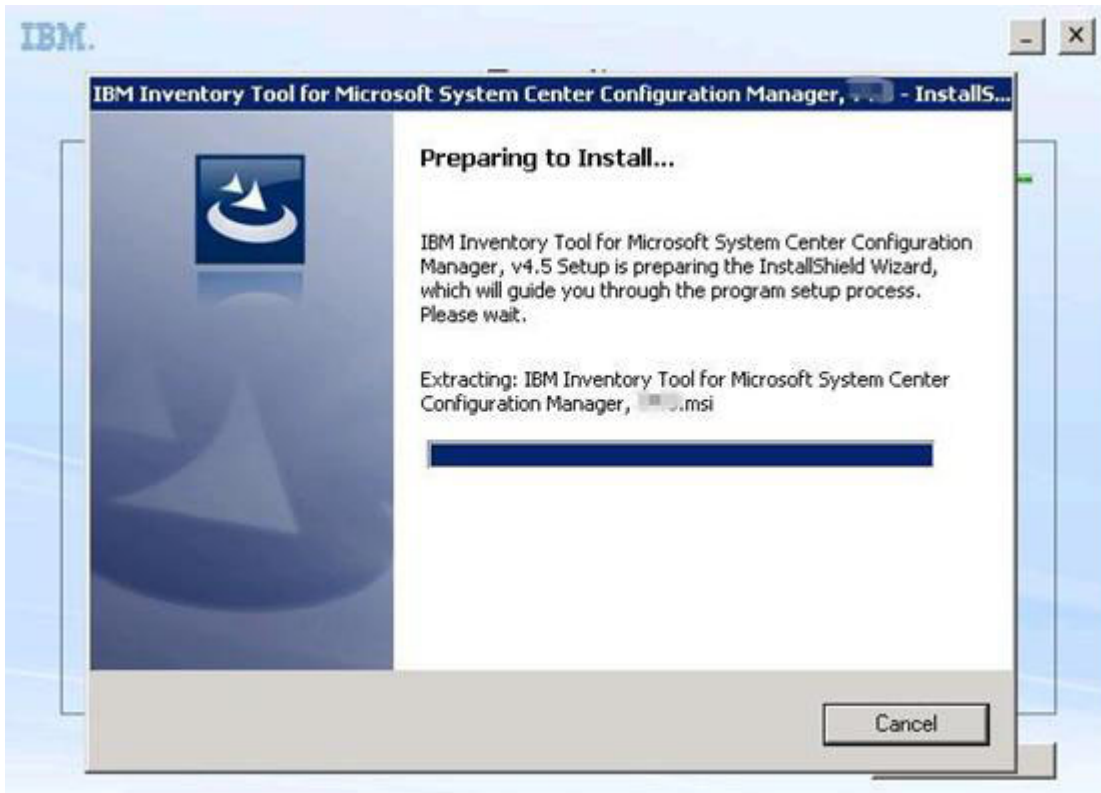 IBM.
IBM Inventory Tool for Microsoft System Center Configuration Manager, - InstallS...
Preparing to Install...
IBM Inventory Tool for Microsoft System Center Configuration
Manager, v4.5 Setup is preparing the InstallShield Wizard,
which will guide you through the program setup process.
Please wait.
Extracting: IBM Inventory Tool for Microsoft System Center
Configuration Manager, .msi
Cancel